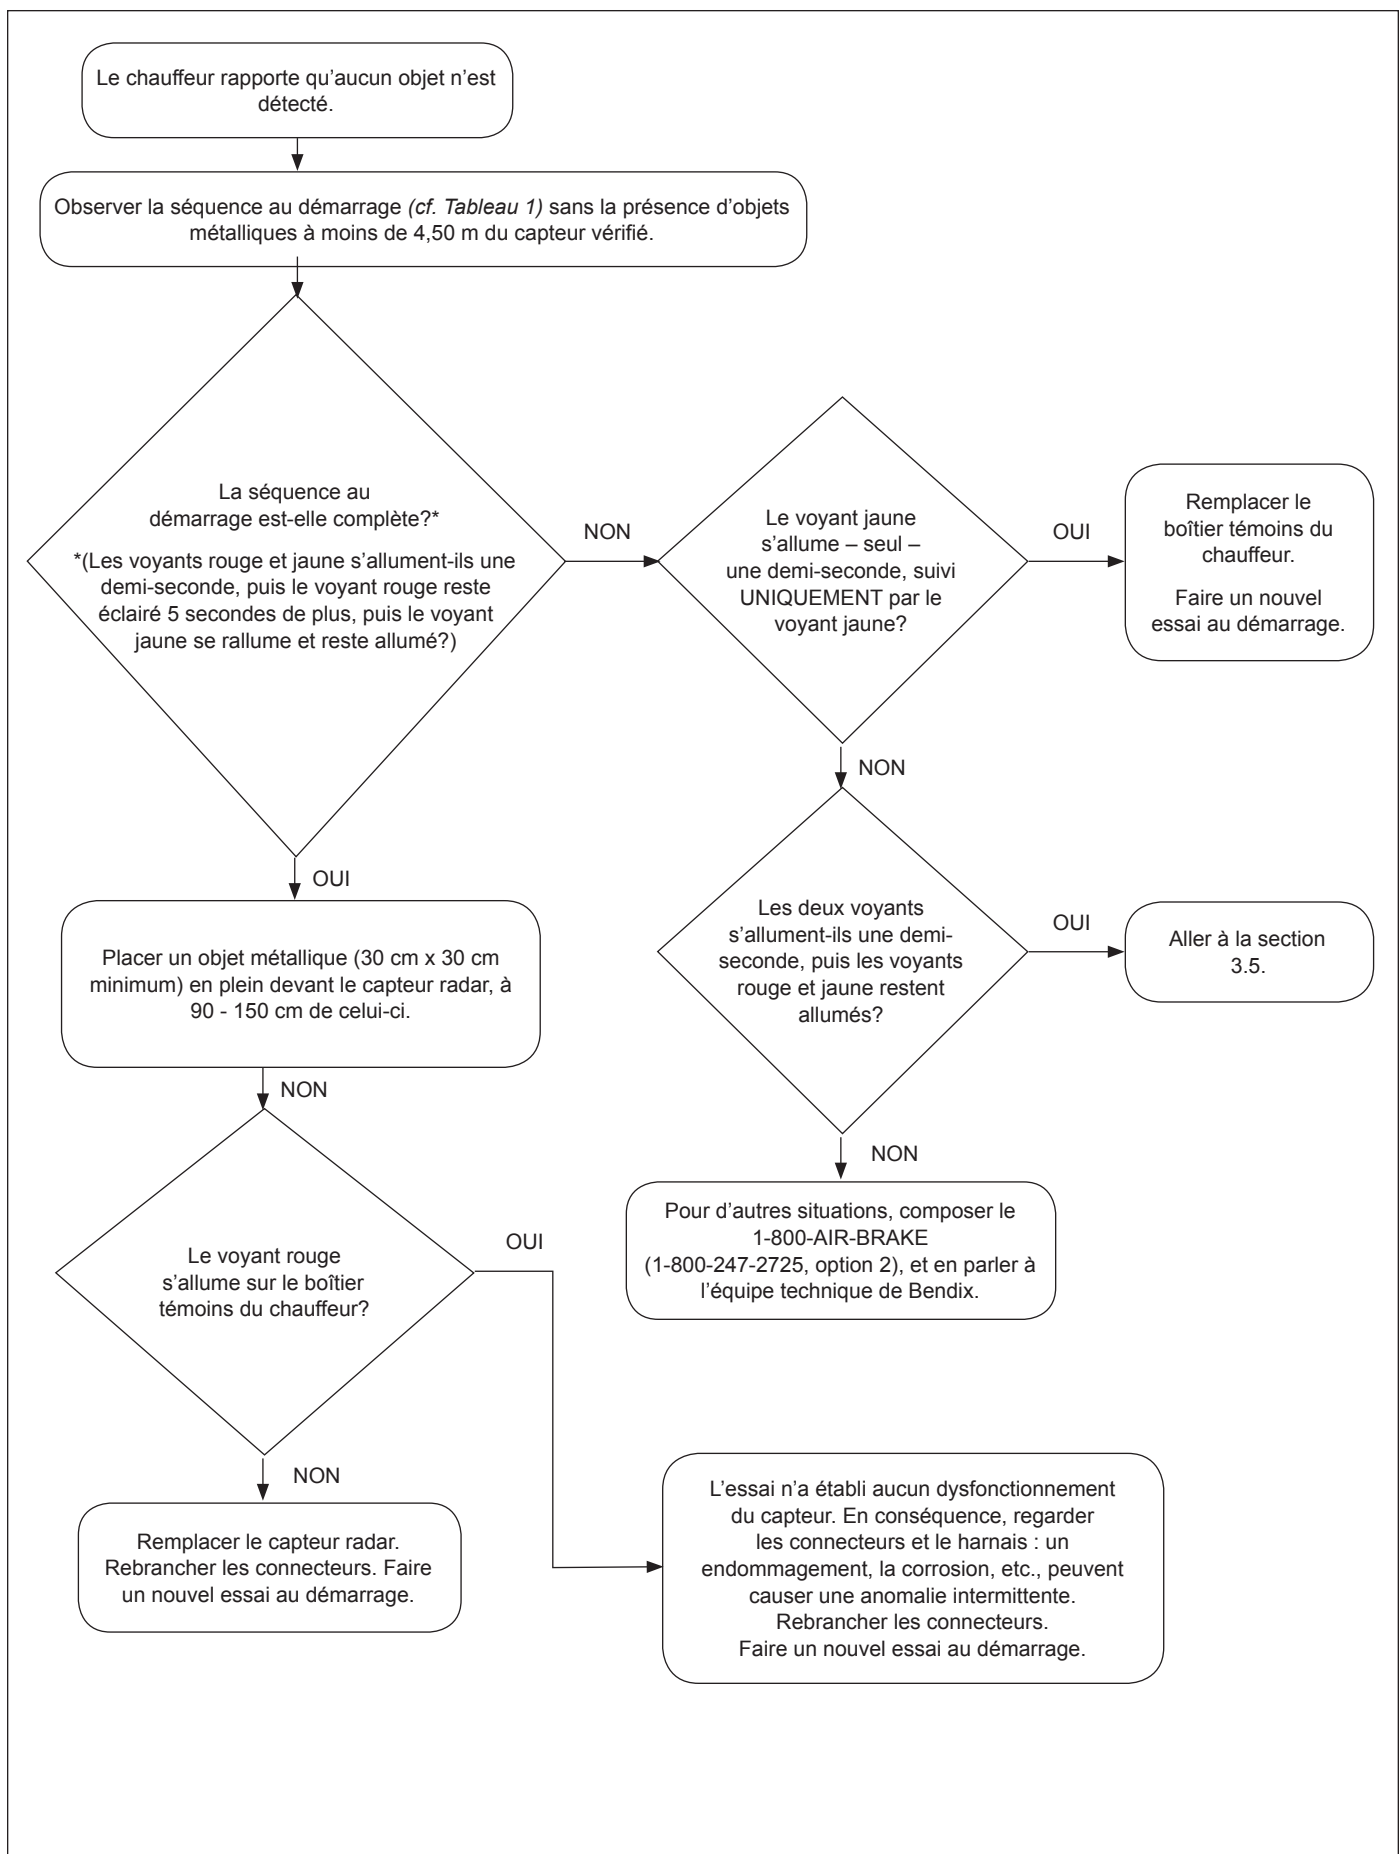 Le chauffeur rapporte qu’aucun objet n’est
détecté.
Observer la séquence au démarrage (cf. Tableau 1) sans la présence d’objets
métalliques à moins de 4,50 m du capteur vérifié.
La séquence au
démarrage est-elle complète?*
*(Les voyants rouge et jaune s’allument-ils une
demi-seconde, puis le voyant rouge reste
éclairé 5 secondes de plus, puis le voyant
jaune se rallume et reste allumé?)
NON
Le voyant jaune
s’allume – seul –
une demi-seconde, suivi
UNIQUEMENT par le
voyant jaune?
OUI
Remplacer le
boîtier témoins du
chauffeur.
Faire un nouvel
essai au démarrage.
NON
OUI
Les deux voyants
s’allument-ils une demi-
seconde, puis les voyants
rouge et jaune restent
allumés?
OUI
Aller à la section
3.5.
Placer un objet métallique (30 cm x 30 cm
minimum) en plein devant le capteur radar, à
90 - 150 cm de celui-ci.
NON
NON
Pour d’autres situations, composer le
1-800-AIR-BRAKE
(1-800-247-2725, option 2), et en parler à
l’équipe technique de Bendix.
Le voyant rouge
s’allume sur le boîtier
témoins du chauffeur?
OUI
NON
Remplacer le capteur radar.
Rebrancher les connecteurs. Faire
un nouvel essai au démarrage.
L’essai n’a établi aucun dysfonctionnement
du capteur. En conséquence, regarder
les connecteurs et le harnais : un
endommagement, la corrosion, etc., peuvent
causer une anomalie intermittente.
Rebrancher les connecteurs.
Faire un nouvel essai au démarrage.